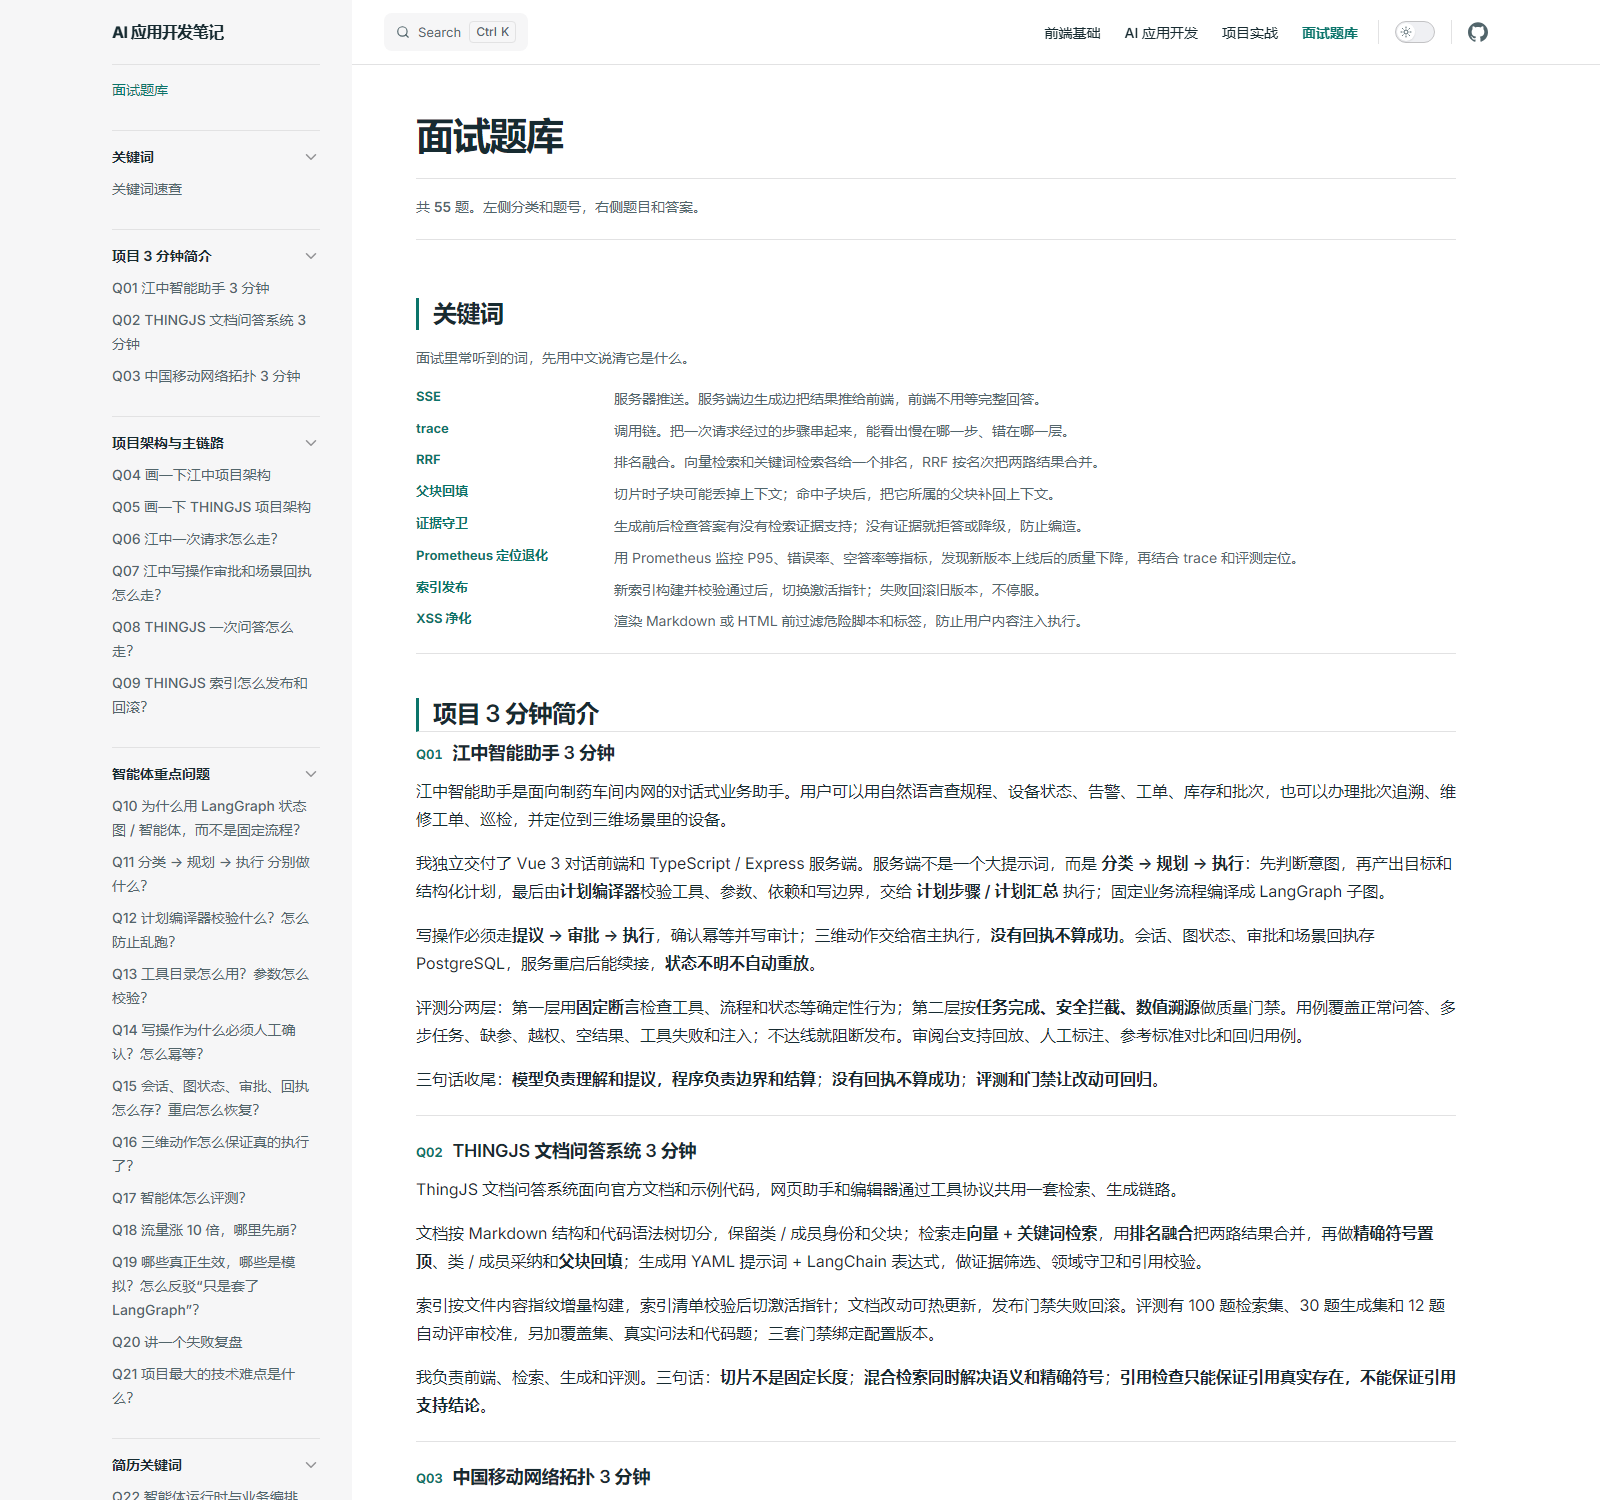 AI 应用开发笔记
Search Ctrl K
前端基础 AI 应用开发 项目实战 面试题库
面试题库
关键词
关键词速查
项目 3 分钟简介
Q01 江中智能助手 3 分钟
Q02 THINGJS 文档问答系统 3
分钟
Q03 中国移动网络拓扑 3 分钟
项目架构与主链路
Q04 画一下江中项目架构
Q05 画一下 THINGJS 项目架构
Q06 江中一次请求怎么走？
Q07 江中写操作审批和场景回执
怎么走？
Q08 THINGJS 一次问答怎么
走？
Q09 THINGJS 索引怎么发布和
回滚？
智能体重点问题
Q10 为什么用 LangGraph 状态
图 / 智能体，而不是固定流程？
Q11 分类 → 规划 → 执行 分别做
什么？
Q12 计划编译器校验什么？怎么
防止乱跑？
Q13 工具目录怎么用？参数怎么
校验？
Q14 写操作为什么必须人工确
认？怎么幂等？
Q15 会话、图状态、审批、回执
怎么存？重启怎么恢复？
Q16 三维动作怎么保证真的执行
了？
Q17 智能体怎么评测？
Q18 流量涨 10 倍，哪里先崩？
Q19 哪些真正生效，哪些是模
拟？怎么反驳“只是套了
LangGraph”？
Q20 讲一个失败复盘
Q21 项目最大的技术难点是什
么？
简历关键词
Q22 智能体运行时与业务编排
面试题库
共 55 题。左侧分类和题号，右侧题目和答案。
关键词
面试里常听到的词，先用中文说清它是什么。
SSE 服务器推送。服务端边生成边把结果推给前端，前端不用等完整回答。
trace 调用链。把一次请求经过的步骤串起来，能看出慢在哪一步、错在哪一层。
RRF 排名融合。向量检索和关键词检索各给一个排名，RRF 按名次把两路结果合并。
父块回填 切片时子块可能丢掉上下文；命中子块后，把它所属的父块补回上下文。
证据守卫 生成前后检查答案有没有检索证据支持；没有证据就拒答或降级，防止编造。
Prometheus 定位退化 用 Prometheus 监控 P95、错误率、空答率等指标，发现新版本上线后的质量下降，再结合 trace 和评测定位。
索引发布 新索引构建并校验通过后，切换激活指针；失败回滚旧版本，不停服。
XSS 净化 渲染 Markdown 或 HTML 前过滤危险脚本和标签，防止用户内容注入执行。
项目 3 分钟简介
Q01 江中智能助手 3 分钟
江中智能助手是面向制药车间内网的对话式业务助手。用户可以用自然语言查规程、设备状态、告警、工单、库存和批次，也可以办理批次追溯、维
修工单、巡检，并定位到三维场景里的设备。
我独立交付了 Vue 3 对话前端和 TypeScript / Express 服务端。服务端不是一个大提示词，而是 分类 → 规划 → 执行：先判断意图，再产出目标和
结构化计划，最后由计划编译器校验工具、参数、依赖和写边界，交给 计划步骤 / 计划汇总 执行；固定业务流程编译成 LangGraph 子图。
写操作必须走提议 → 审批 → 执行，确认幂等并写审计；三维动作交给宿主执行，没有回执不算成功。会话、图状态、审批和场景回执存
PostgreSQL，服务重启后能续接，状态不明不自动重放。
评测分两层：第一层用固定断言检查工具、流程和状态等确定性行为；第二层按任务完成、安全拦截、数值溯源做质量门禁。用例覆盖正常问答、多
步任务、缺参、越权、空结果、工具失败和注入；不达线就阻断发布。审阅台支持回放、人工标注、参考标准对比和回归用例。
三句话收尾：模型负责理解和提议，程序负责边界和结算；没有回执不算成功；评测和门禁让改动可回归。
Q02 THINGJS 文档问答系统 3 分钟
ThingJS 文档问答系统面向官方文档和示例代码，网页助手和编辑器通过工具协议共用一套检索、生成链路。
文档按 Markdown 结构和代码语法树切分，保留类 / 成员身份和父块；检索走向量 + 关键词检索，用排名融合把两路结果合并，再做精确符号置
顶、类 / 成员采纳和父块回填；生成用 YAML 提示词 + LangChain 表达式，做证据筛选、领域守卫和引用校验。
索引按文件内容指纹增量构建，索引清单校验后切激活指针；文档改动可热更新，发布门禁失败回滚。评测有 100 题检索集、30 题生成集和 12 题
自动评审校准，另加覆盖集、真实问法和代码题；三套门禁绑定配置版本。
我负责前端、检索、生成和评测。三句话：切片不是固定长度；混合检索同时解决语义和精确符号；引用检查只能保证引用真实存在，不能保证引用
支持结论。
Q03 中国移动网络拓扑 3 分钟